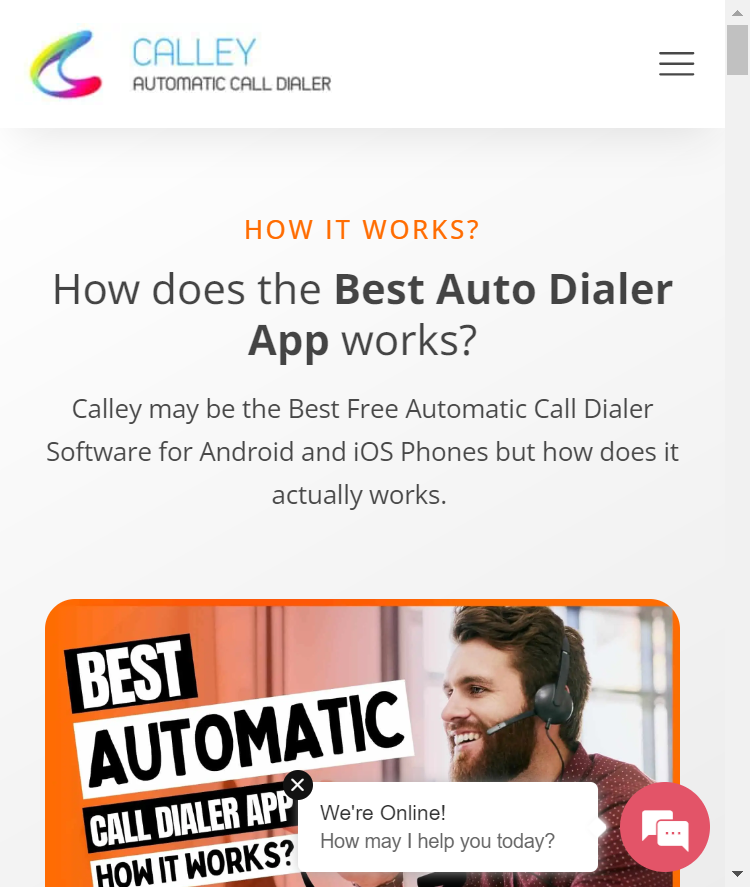 CALLEY
AUTOMATIC CALL DIALER
HOW IT WORKS?
How does the Best Auto Dialer
App works?
Calley may be the Best Free Automatic Call Dialer
Software for Android and iOS Phones but how does it
actually works.
BEST
AUTOMATIC
CALL DIALER APP
HOW IT WORKS?
We're Online!
How may I help you today?